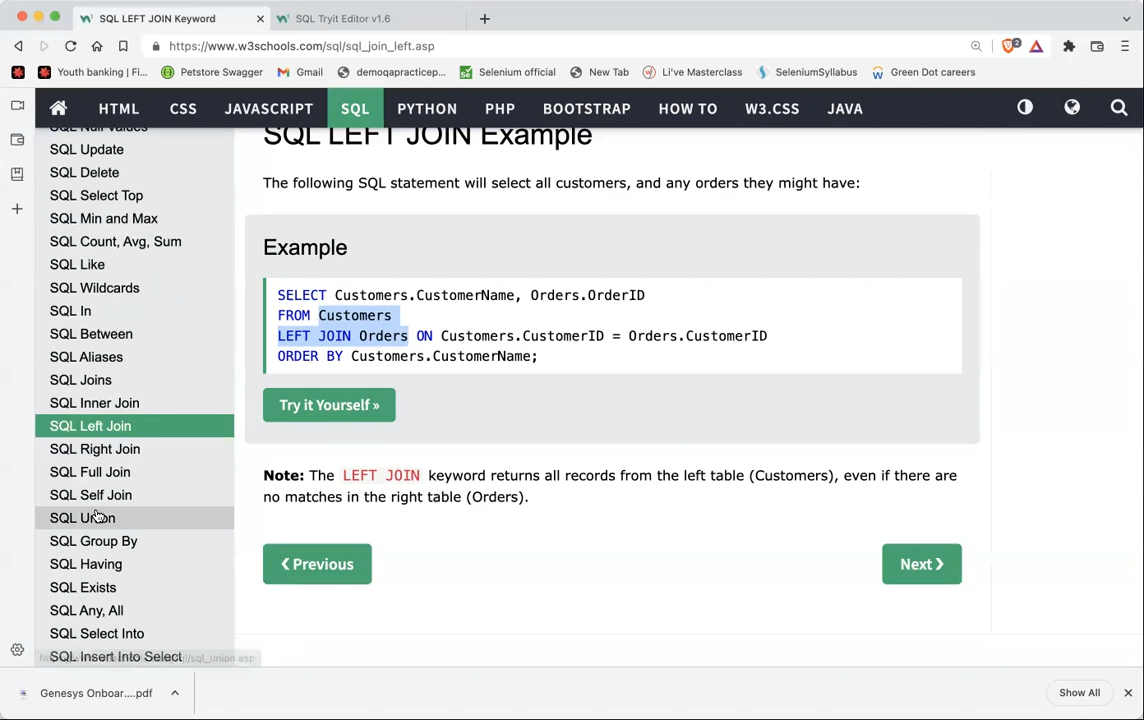 SQL LEFT JOIN Keyword
SQL Tryit Editor v1.6
https://www.w3schools.com/sql/sql_join_left.asp
2
Youth banking | Fi...
Petstore Swagger
Gmail
demoqapracticep...
Selenium official
New Tab
Li've Masterclass
SeleniumSyllabus
Green Dot careers
HTML CSS JAVASCRIPT SQL PYTHON PHP BOOTSTRAP HOW TO W3.CSS JAVA
SQL Null Values
SQL Update
SQL Delete
SQL Select Top
SQL Min and Max
SQL Count, Avg, Sum
SQL Like
SQL Wildcards
SQL In
SQL Between
SQL Aliases
SQL Joins
SQL Inner Join
SQL Left Join
SQL Right Join
SQL Full Join
SQL Self Join
SQL Union
SQL Group By
SQL Having
SQL Exists
SQL Any, All
SQL Select Into
SQL Insert Into Select
SQL LEFT JOIN Example
The following SQL statement will select all customers, and any orders they might have:
Example
SELECT Customers.CustomerName, Orders.OrderID
FROM Customers
LEFT JOIN Orders ON Customers.CustomerID = Orders.CustomerID
ORDER BY Customers.CustomerName;
Try it Yourself »
Note: The LEFT JOIN keyword returns all records from the left table (Customers), even if there are
no matches in the right table (Orders).
❮ Previous
Next ❯
Genesys Onboar....pdf
Show All